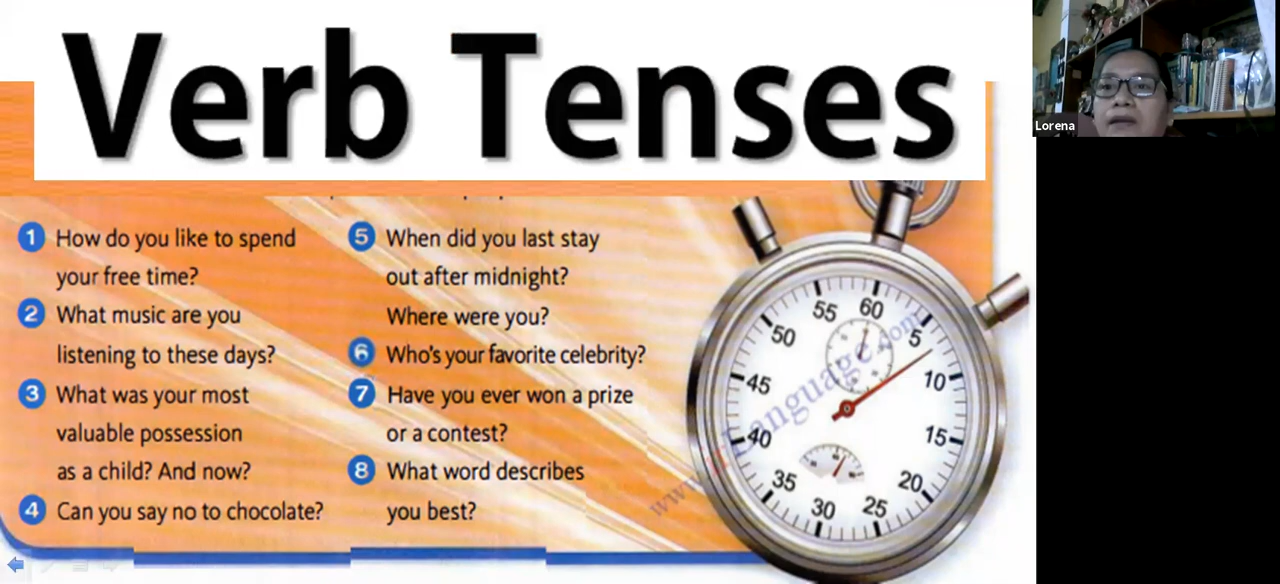 Verb Tenses
Lorena
1 How do you like to spend
your free time?
2 What music are you
listening to these days?
3 What was your most
valuable possession
as a child? And now?
4 Can you say no to chocolate?
5 When did you last stay
out after midnight?
Where were you?
6 Who's your favorite celebrity?
7 Have you ever won a prize
or a contest?
8 What word describes
you best?
60
5
10
15
20
25
30
35
40
45
50
55